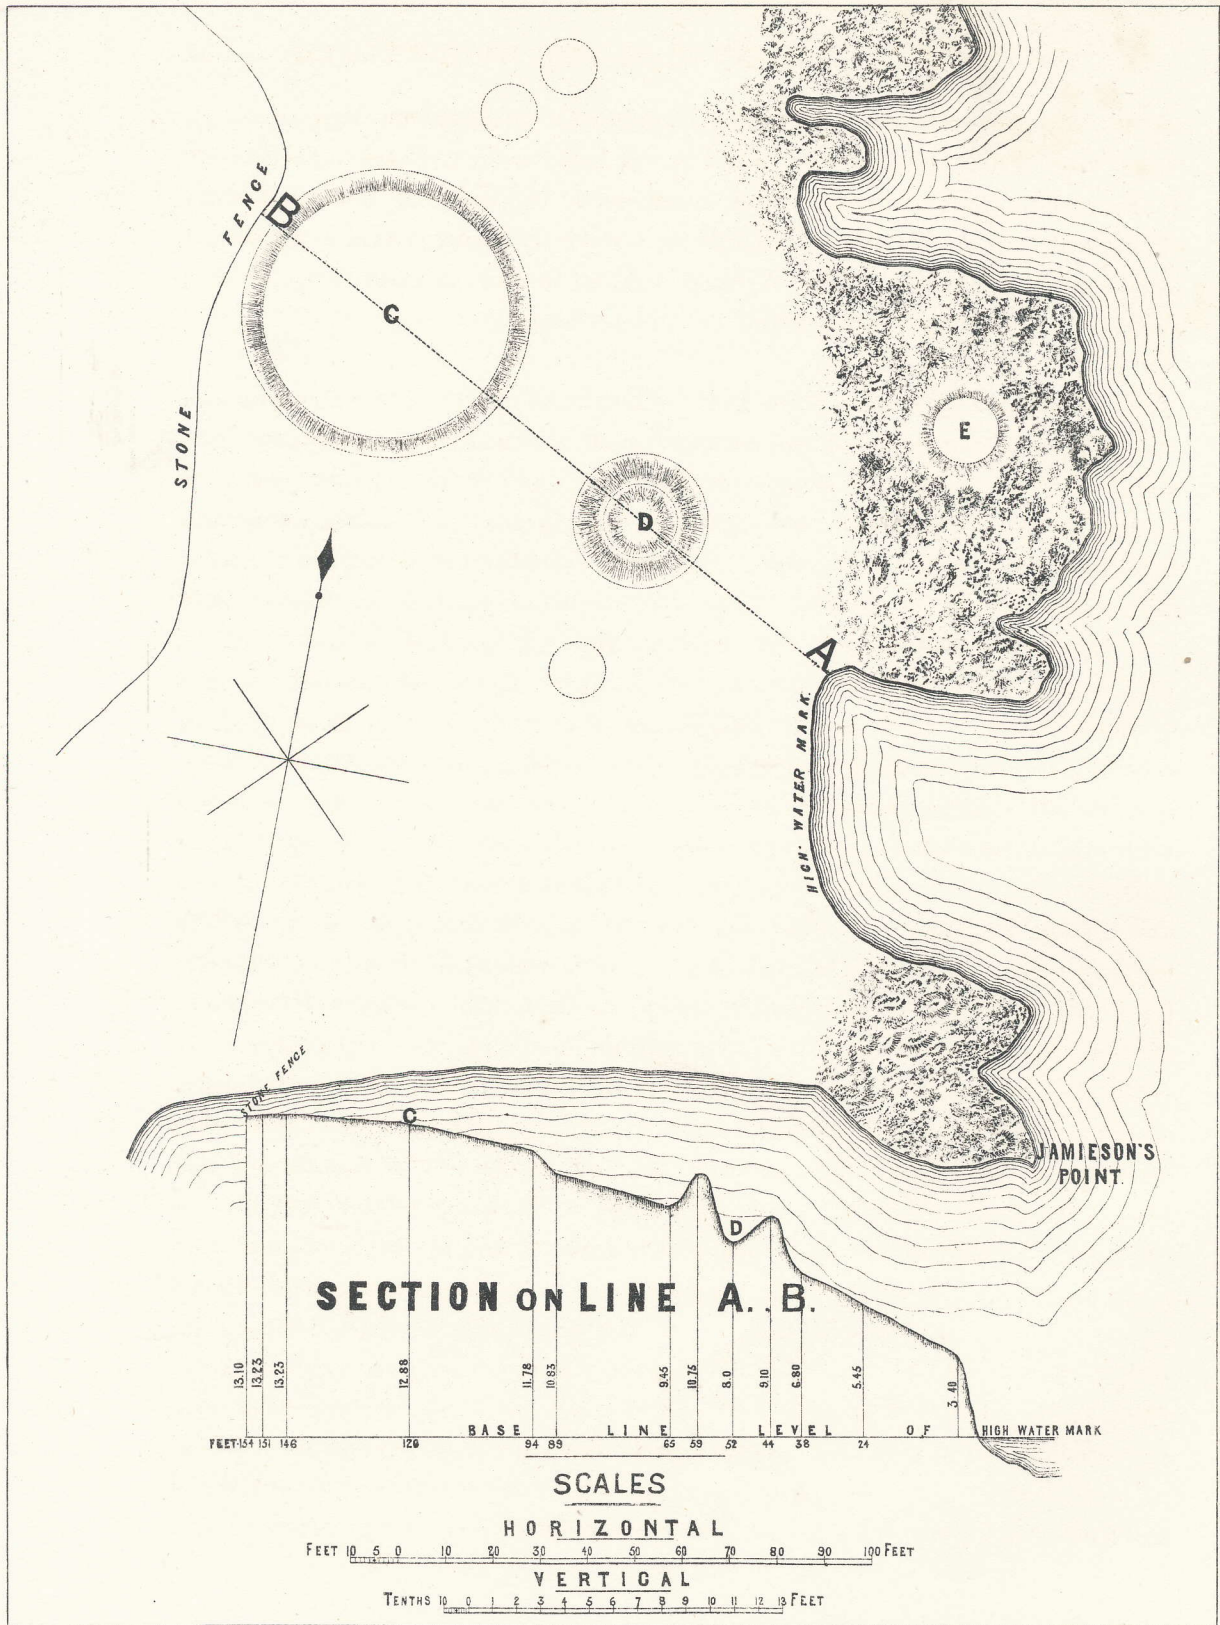 FENCE
B
C
STONE
E
D
A
HIGH-WATER MARK.
STONE FENCE
C
JAMIESON'S
POINT.
D
SECTION ON LINE A..B.
13.10 13.23 13.23 12.88 11.78 10.83 9.45 10.75 8.0 9.10 6.80 5.45 3.40
BASE LINE LEVEL OF HIGH WATER MARK
FEET 154 151 146 120 94 89 65 59 52 44 38 24
SCALES
HORIZONTAL
FEET 10 5 0 10 20 30 40 50 60 70 80 90 100 FEET
VERTICAL
TENTHS 10 0 1 2 3 4 5 6 7 8 9 10 11 12 13 FEET